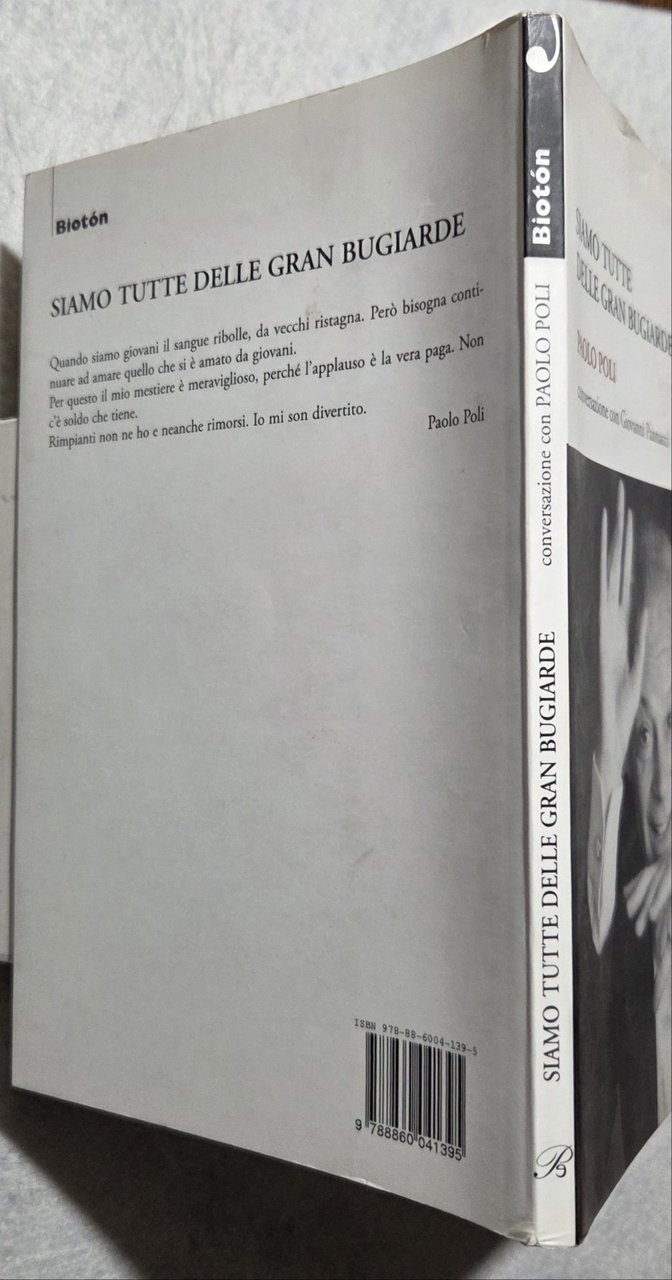 Biotón
SIAMO TUTTE DELLE GRAN BUGIARDE
Quando siamo giovani il sangue ribolle, da vecchi ristagna. Però bisogna conti-
nuare ad amare quello che si è amato da giovani.
Per questo il mio mestiere è meraviglioso, perché l'applauso è la vera paga. Non
c'è soldo che tiene.
Rimpianti non ne ho e neanche rimorsi. Io mi son divertito.
Paolo Poli
ISBN 978-88-6004-139-5
9 788860 041395
Biotón
conversazione con PAOLO POLI
SIAMO TUTTE DELLE GRAN BUGIARDE
SIAMO TUTTE
DELLE GRAN BUGIARDE
PAOLO POLI
conversazione con Giovanni